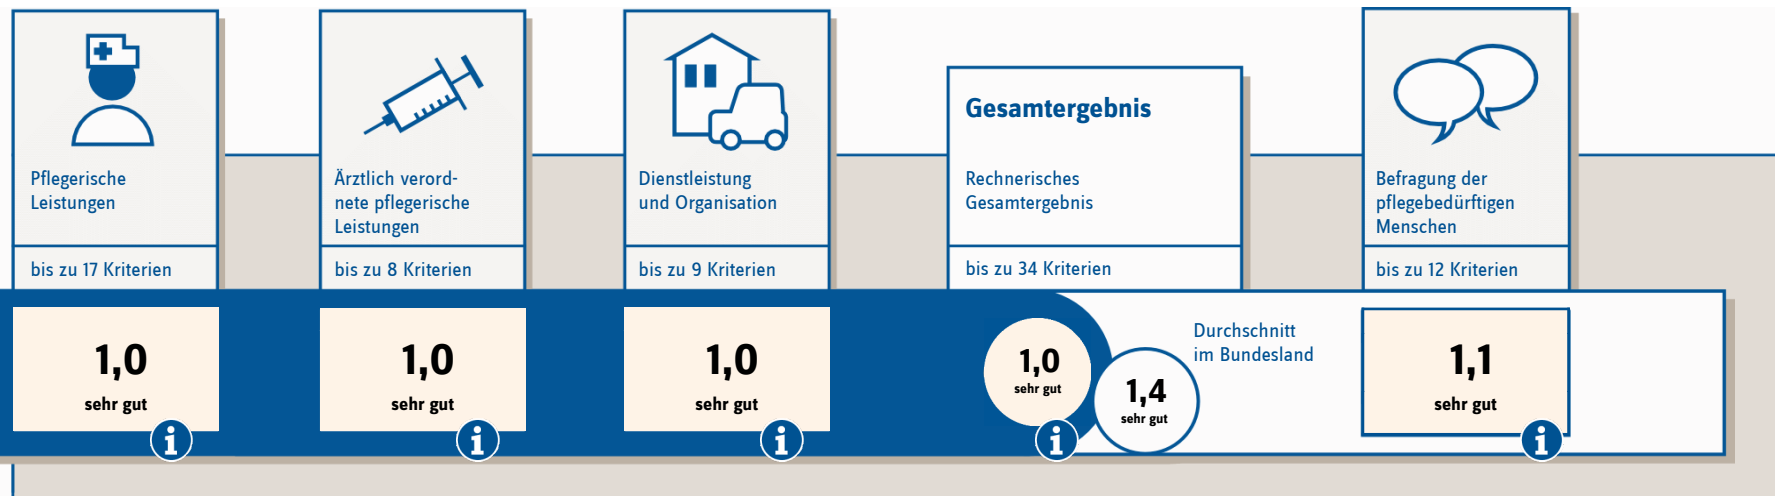 Pflegerische
Leistungen
bis zu 17 Kriterien
1,0
sehr gut
i
Ärztlich verord-
nete pflegerische
Leistungen
bis zu 8 Kriterien
1,0
sehr gut
i
Dienstleistung
und Organisation
bis zu 9 Kriterien
1,0
sehr gut
i
Gesamtergebnis
Rechnerisches
Gesamtergebnis
bis zu 34 Kriterien
1,0
sehr gut
i
1,4
sehr gut
Durchschnitt
im Bundesland
Befragung der
pflegebedürftigen
Menschen
bis zu 12 Kriterien
1,1
sehr gut
i